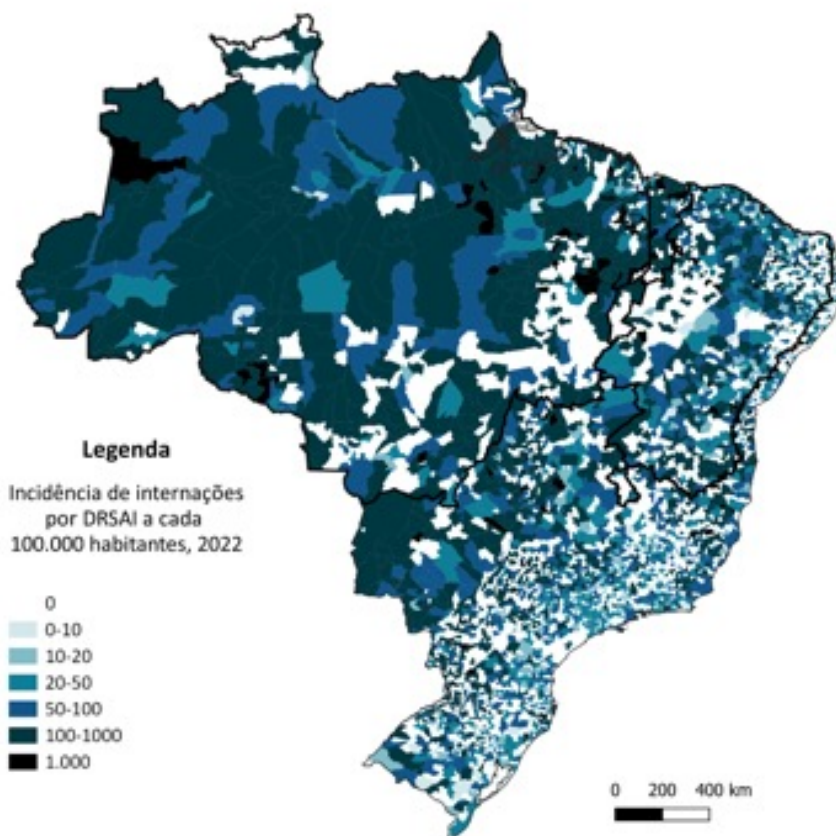 Legenda
Incidência de internações
por DRSAI a cada
100.000 habitantes, 2022
0
0-10
10-20
20-50
50-100
100-1000
1.000
0 200 400 km